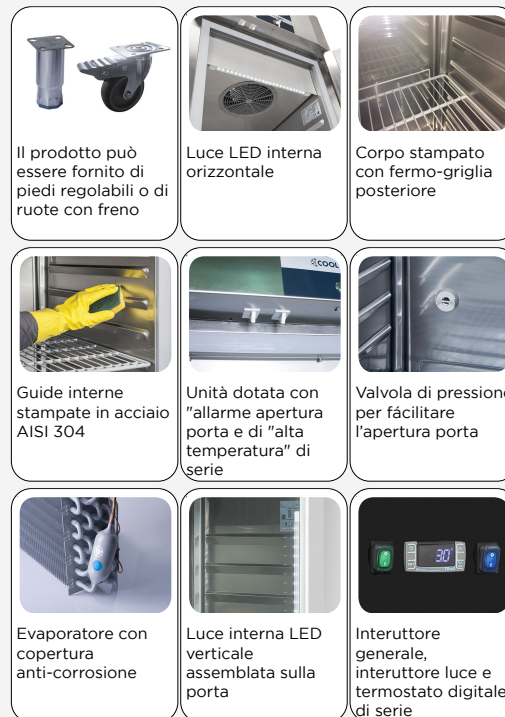 Il prodotto può
essere fornito di
piedi regolabili o di
ruote con freno
Luce LED interna
orizzontale
Corpo stampato
con fermo-griglia
posteriore
COOL
Guide interne
stampate in acciaio
AISI 304
Unità dotata con
"allarme apertura
porta e di "alta
temperatura" di
serie
Valvola di pressione
per fácilitare
l'apertura porta
30
Evaporatore con
copertura
anti-corrosione
Luce interna LED
verticale
assemblata sulla
porta
Interuttore
generale,
interuttore luce e
termostato digitale
di serie